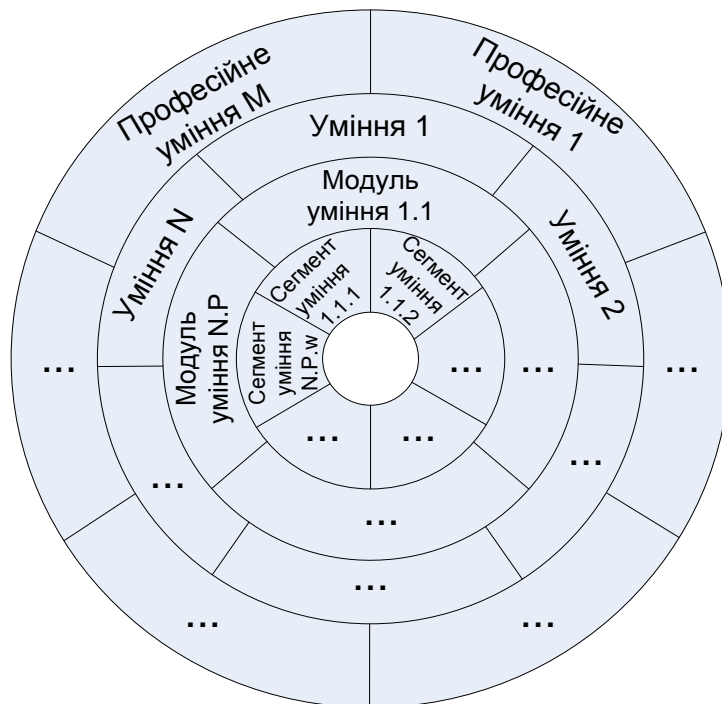 Професійне
уміння M
Професійне
уміння 1
Уміння 1
Уміння N
Уміння 2
Модуль
уміння 1.1
Модуль
уміння N.P
Сегмент
уміння
1.1.1
Сегмент
уміння
1.1.2
Сегмент
уміння
N.P.w
...
...
...
...
...
...
...
...
...
...
...
...